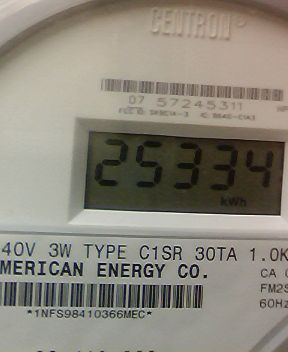 CENTRON®
07 57245311
25334
kWh
40V 3W TYPE C1SR 30TA 1.0K
MERICAN ENERGY CO.
CA
FM2S
60Hz
*1NFS98410366MEC*